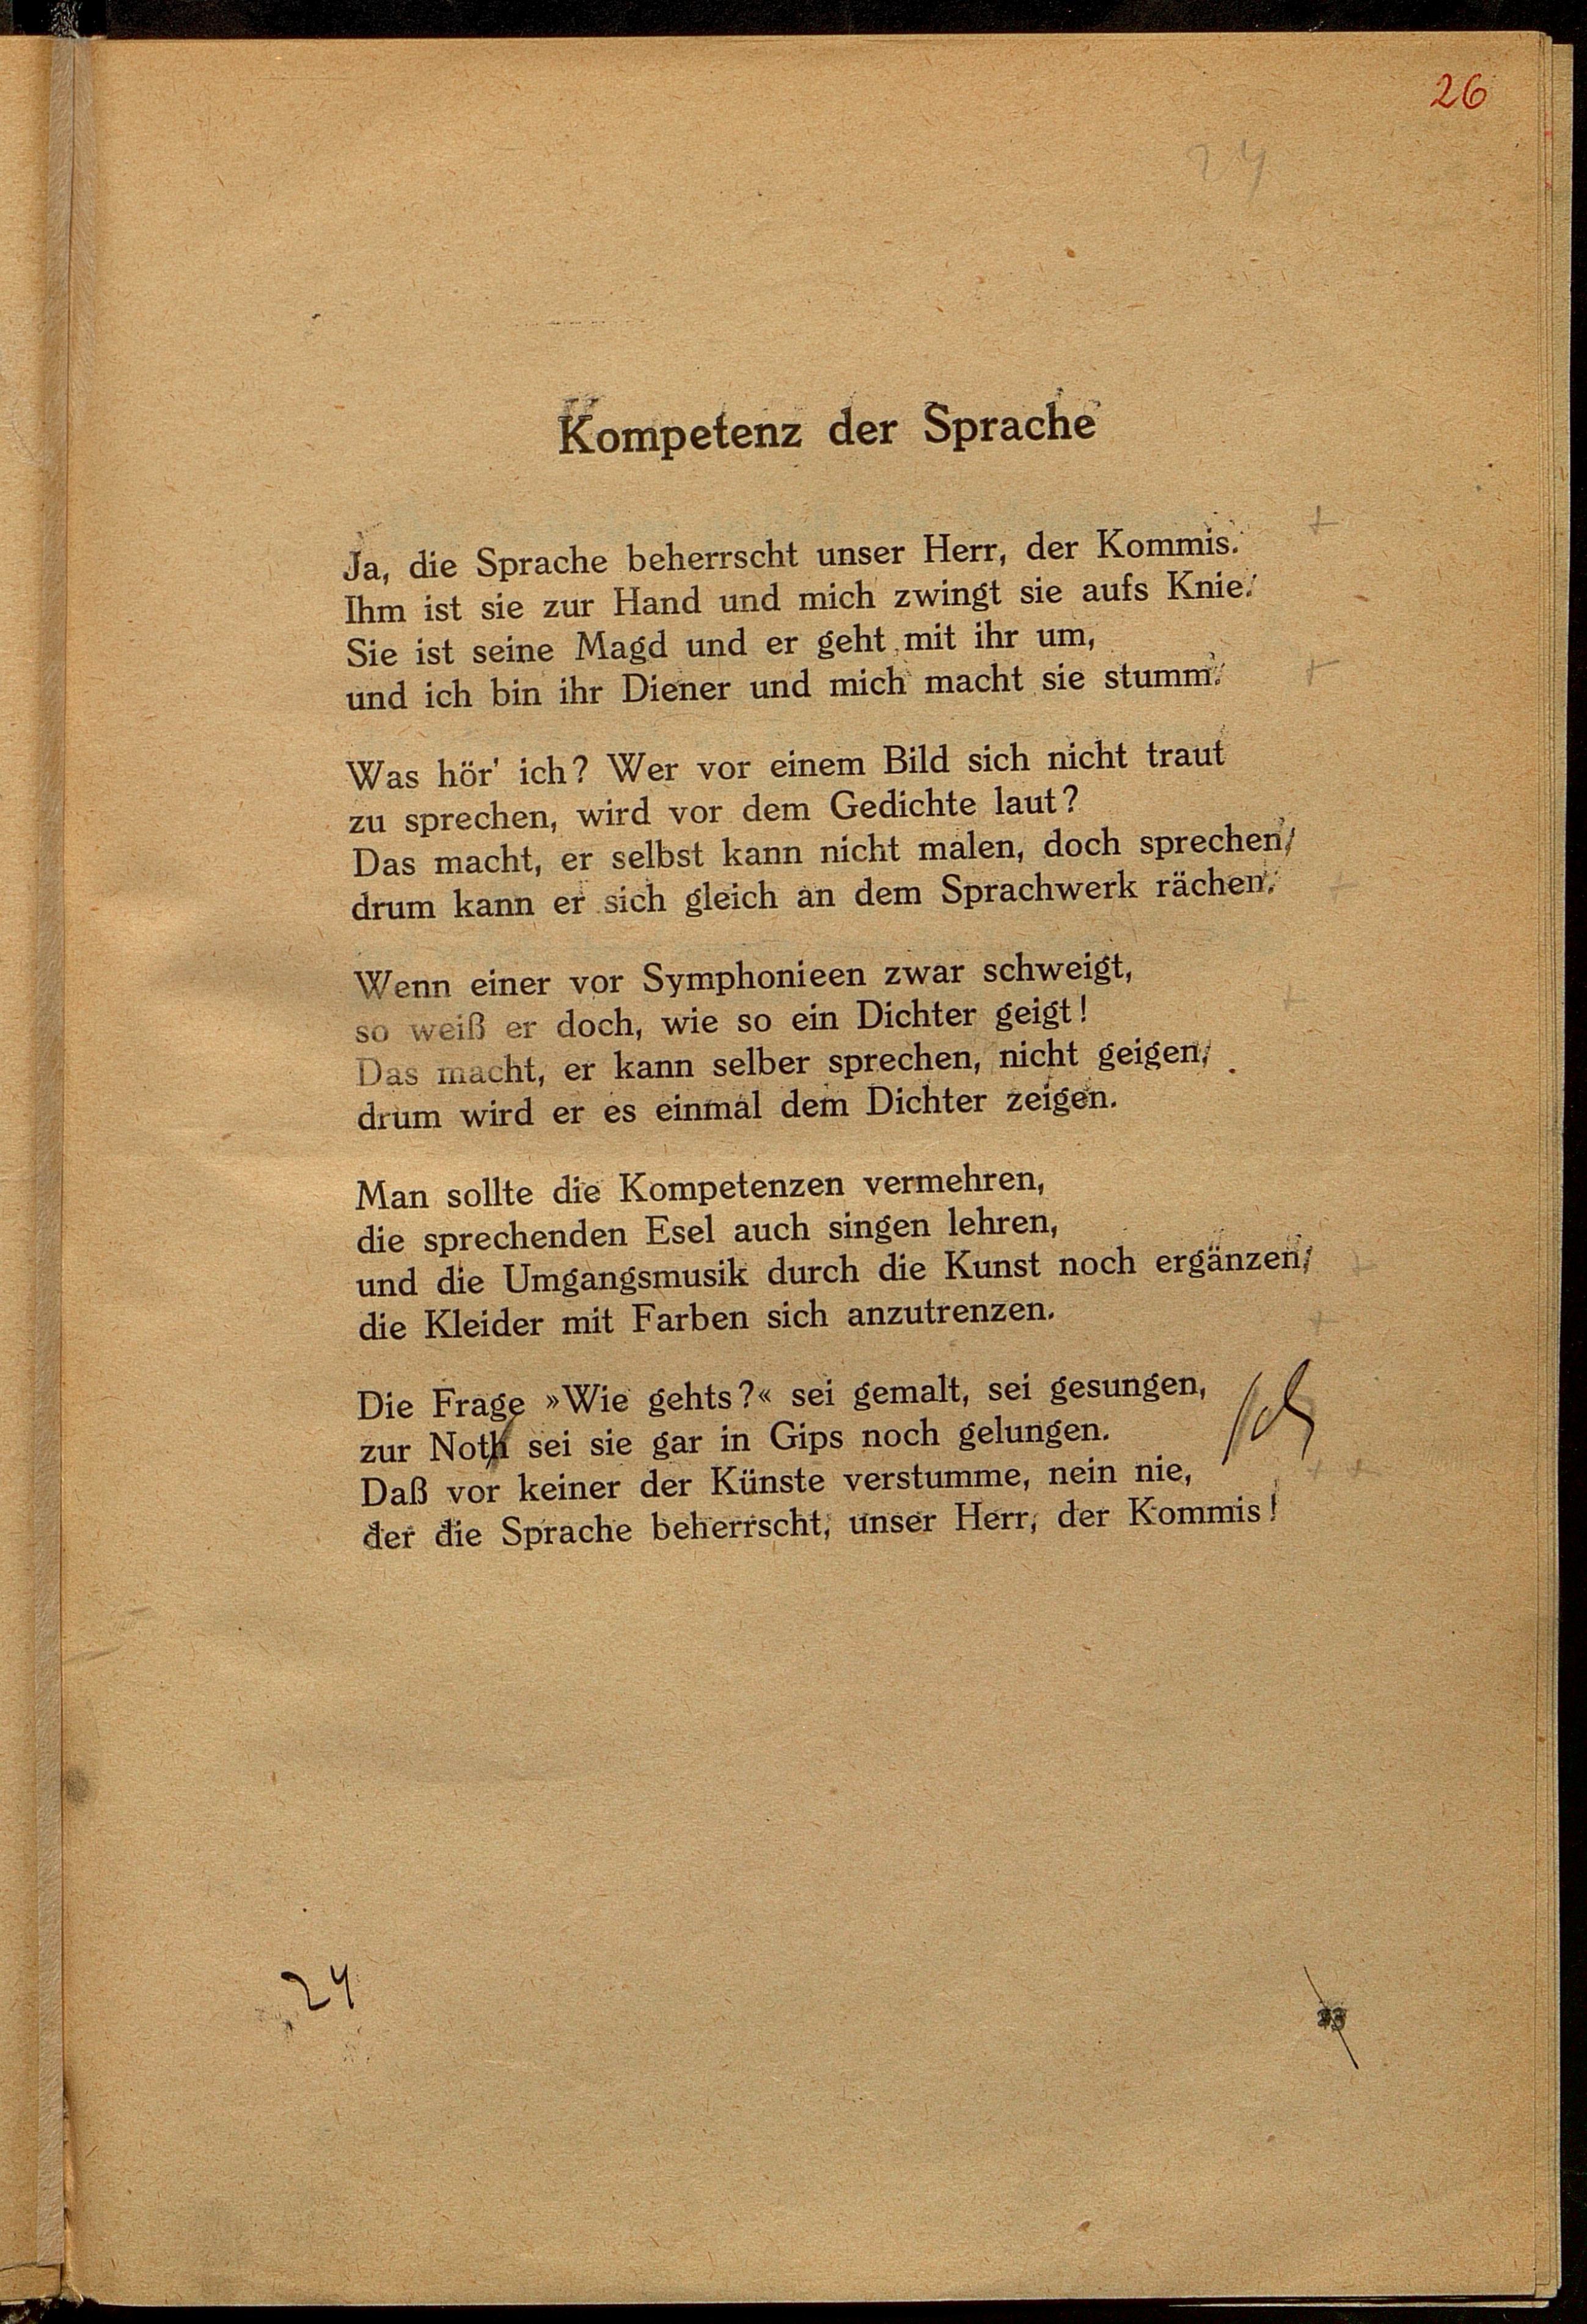 26
24
Kompetenz der Sprache
Ja, die Sprache beherrscht unser Herr, der Kommis.
Ihm ist sie zur Hand und mich zwingt sie aufs Knie.
Sie ist seine Magd und er geht mit ihr um,
und ich bin ihr Diener und mich macht sie stumm.
Was hör' ich? Wer vor einem Bild sich nicht traut
zu sprechen, wird vor dem Gedichte laut?
Das macht, er selbst kann nicht malen, doch sprechen,
drum kann er sich gleich an dem Sprachwerk rächen.
Wenn einer vor Symphonieen zwar schweigt,
so weiß er doch, wie so ein Dichter geigt!
Das macht, er kann selber sprechen, nicht geigen,
drum wird er es einmal dem Dichter zeigen.
Man sollte die Kompetenzen vermehren,
die sprechenden Esel auch singen lehren,
und die Umgangsmusik durch die Kunst noch ergänzen,
die Kleider mit Farben sich anzutrenzen.
Die Frage »Wie gehts?« sei gemalt, sei gesungen,
zur Noth sei sie gar in Gips noch gelungen.
Daß vor keiner der Künste verstumme, nein nie,
der die Sprache beherrscht, unser Herr, der Kommis!
24
23